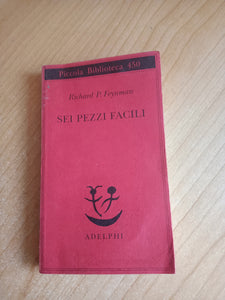 Piccola Biblioteca 450
Richard P. Feynman
SEI PEZZI FACILI
ADELPHI